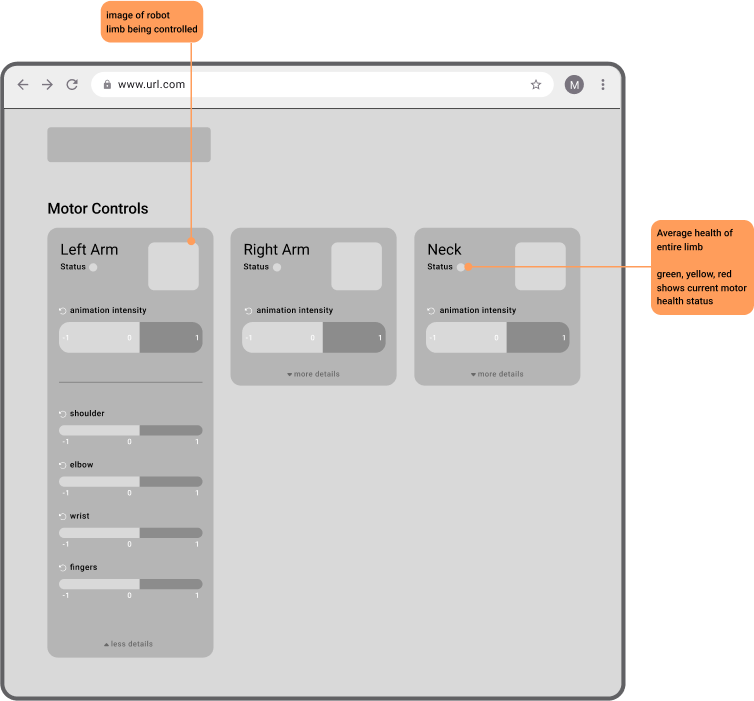 image of robot
limb being controlled
www.url.com
M
Motor Controls
Left Arm
Status
animation intensity
-1 0 1
shoulder
-1 0 1
elbow
-1 0 1
wrist
-1 0 1
fingers
-1 0 1
less details
Right Arm
Status
animation intensity
-1 0 1
more details
Neck
Status
animation intensity
-1 0 1
more details
Average health of
entire limb
green, yellow, red
shows current motor
health status